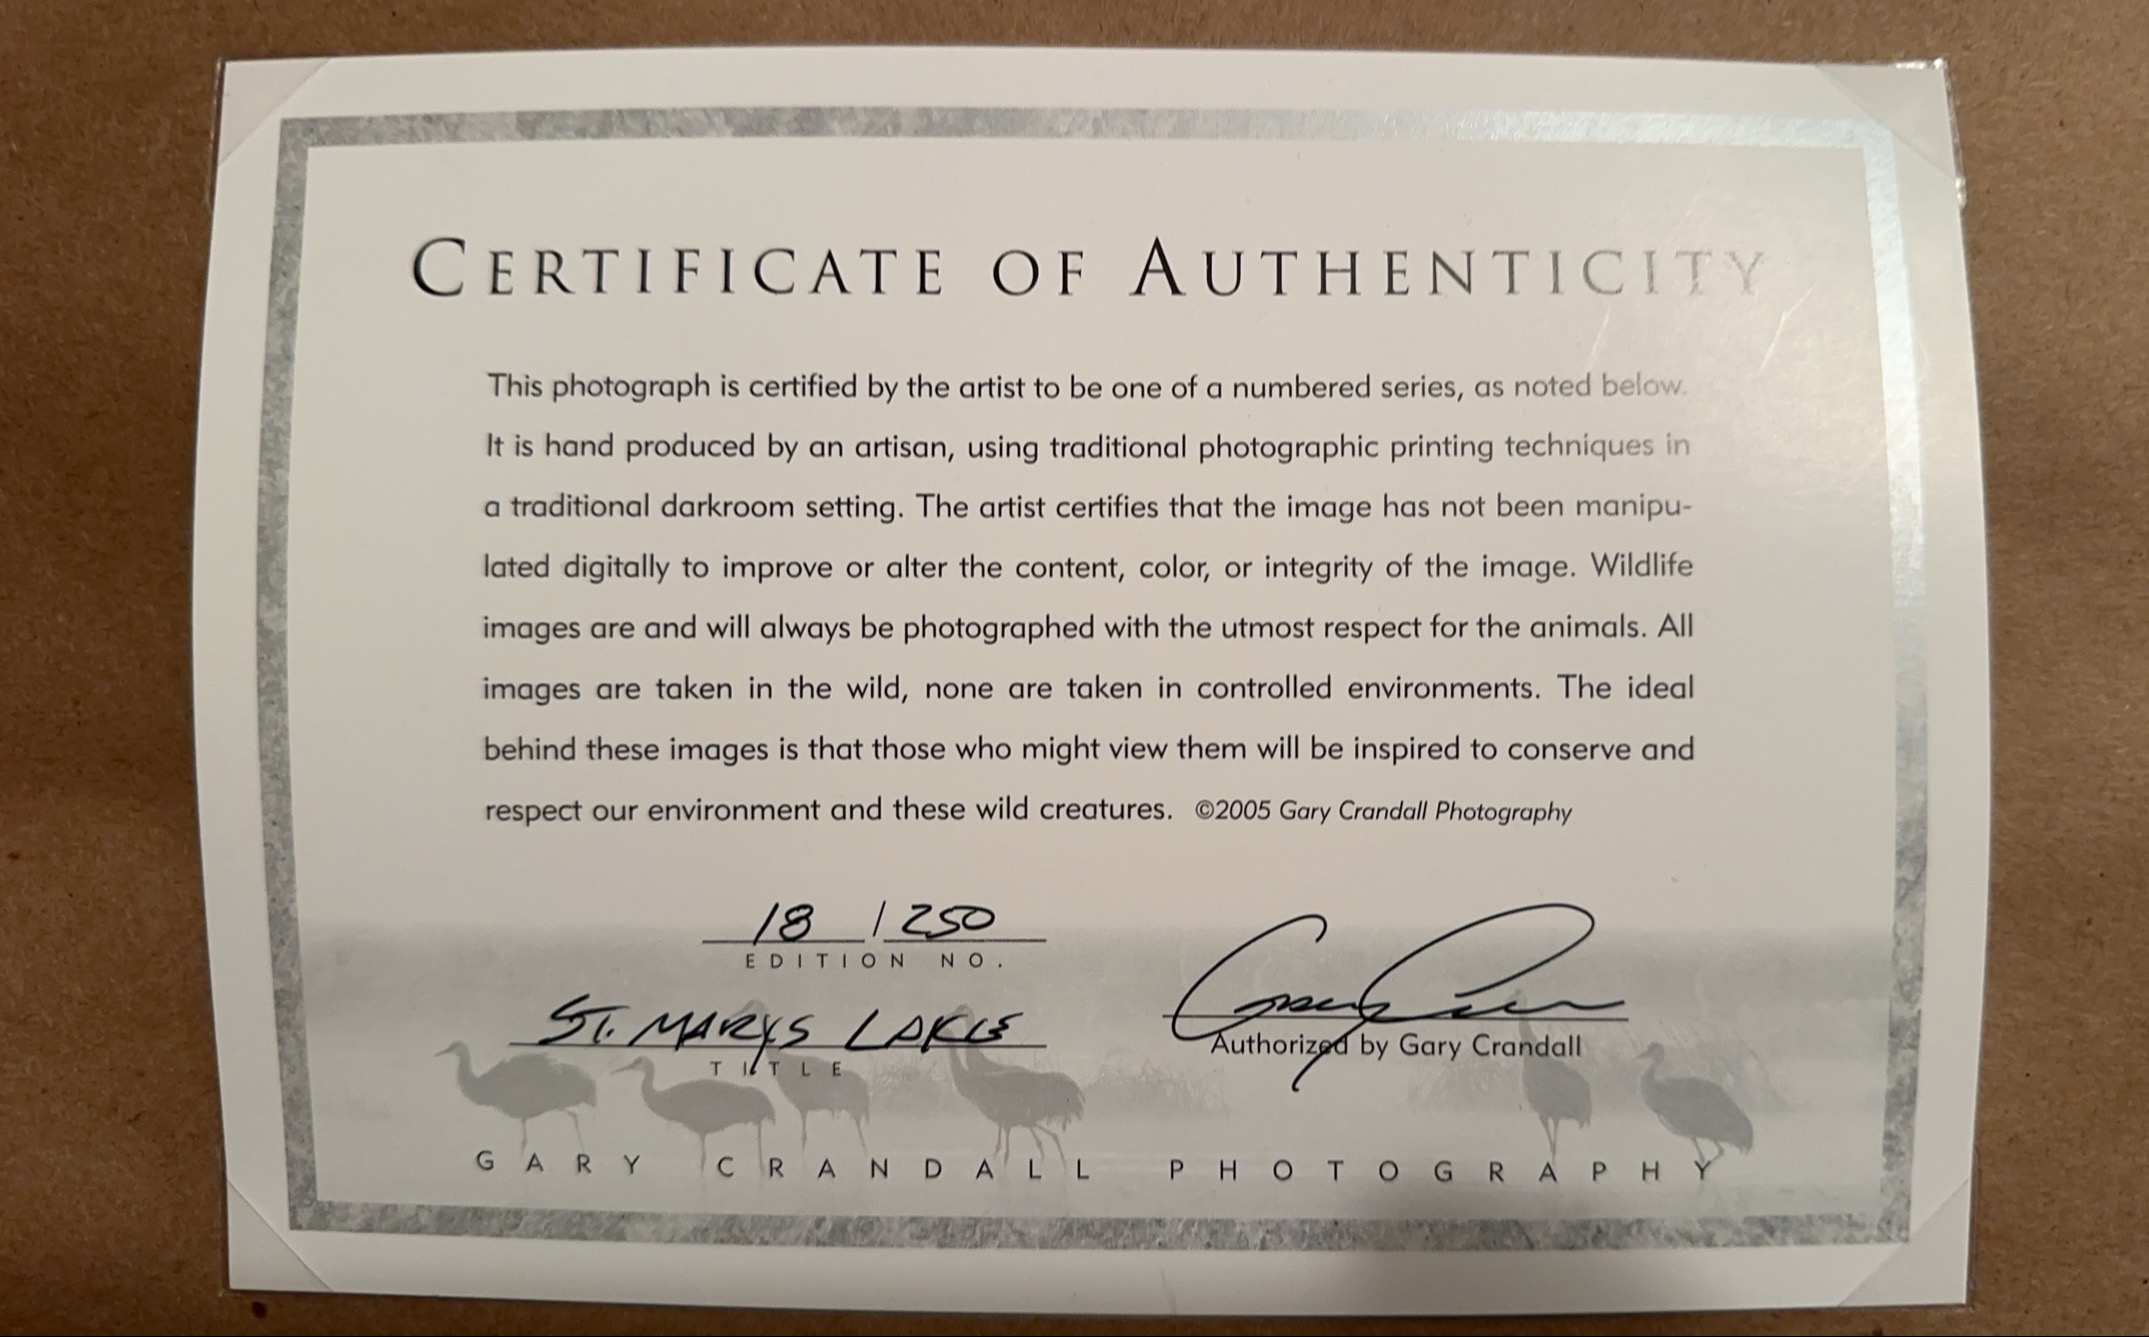 CERTIFICATE OF AUTHENTICITY
This photograph is certified by the artist to be one of a numbered series, as noted below.
It is hand produced by an artisan, using traditional photographic printing techniques in
a traditional darkroom setting. The artist certifies that the image has not been manipu-
lated digitally to improve or alter the content, color, or integrity of the image. Wildlife
images are and will always be photographed with the utmost respect for the animals. All
images are taken in the wild, none are taken in controlled environments. The ideal
behind these images is that those who might view them will be inspired to conserve and
respect our environment and these wild creatures. ©2005 Gary Crandall Photography
18 / 250
EDITION NO.
ST. MARYS LAKE
TITLE
Authorized by Gary Crandall
GARY CRANDALL PHOTOGRAPHY